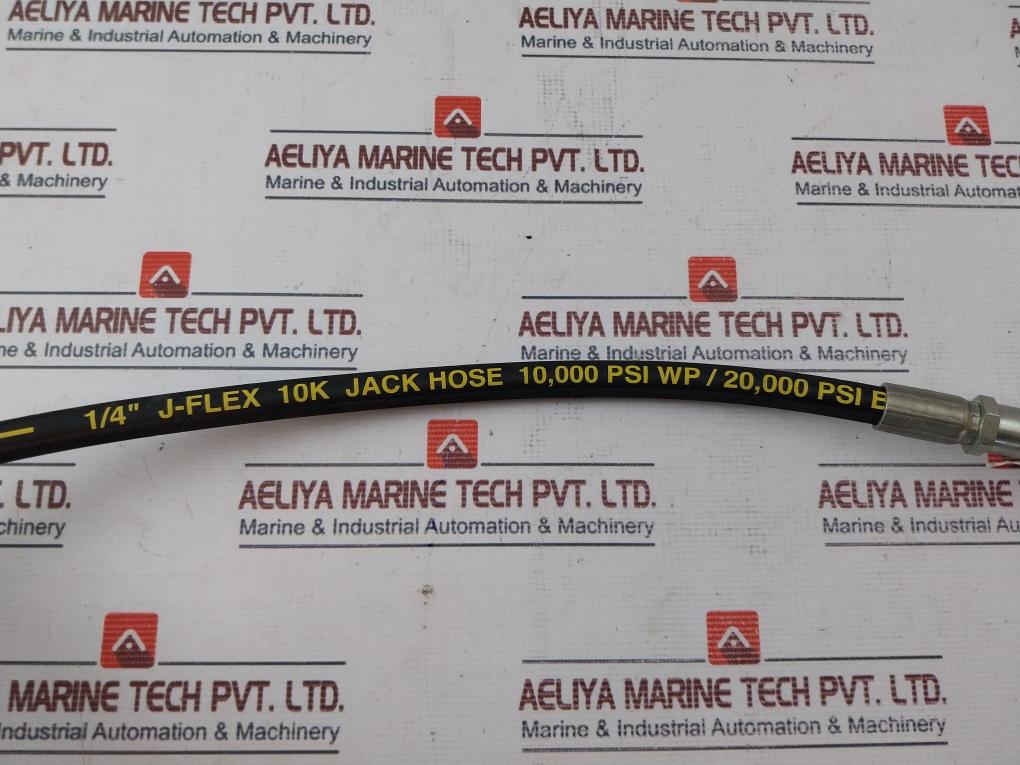 AELIYA MARINE TECH PVT. LTD.
Marine & Industrial Automation & Machinery
AELIYA MARINE TECH PVT. LTD.
Marine & Industrial Automation & Machinery
PVT. LTD.
& Machinery
AELIYA MARINE TECH PVT. LTD.
Marine & Industrial Automation & Machinery
AELIYA MARINE TEC
Marine & Industrial Automat
LIYA MARINE TECH PVT. LTD.
ne & Industrial Automation & Machinery
AELIYA MARINE TECH PVT. LTD.
Marine & Industrial Automation & Machinery
1/4" J-FLEX 10K JACK HOSE 10,000 PSI WP / 20,000 PSI B
. LTD.
chinery
AELIYA MARINE TECH PVT. LTD.
Marine & Industrial Automation & Machinery
AELIYA MARINE
Marine & Industrial Au
MARINE TECH PVT. LTD.
Industrial Automation & Machinery
AELIYA MARINE TECH PVT. LTD.
Marine & Industrial Automation & Machinery